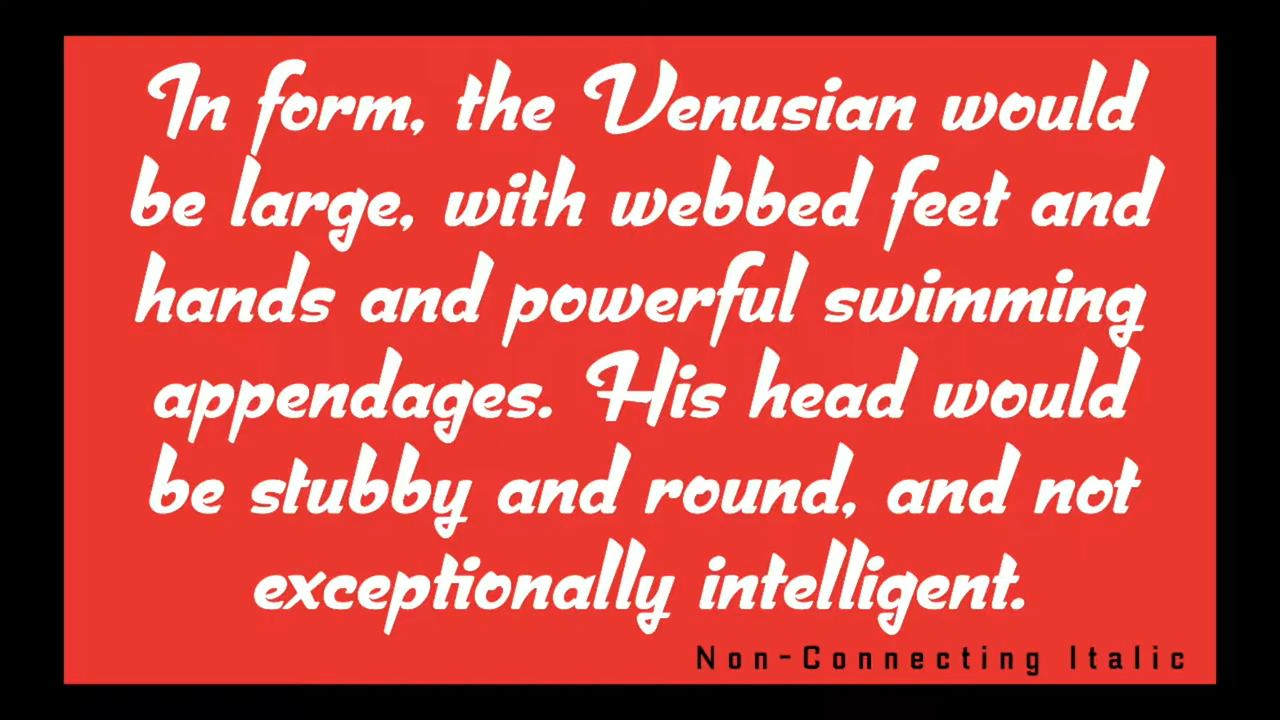 In form, the Venusian would
be large, with webbed feet and
hands and powerful swimming
appendages. His head would
be stubby and round, and not
exceptionally intelligent.
Non-Connecting Italic